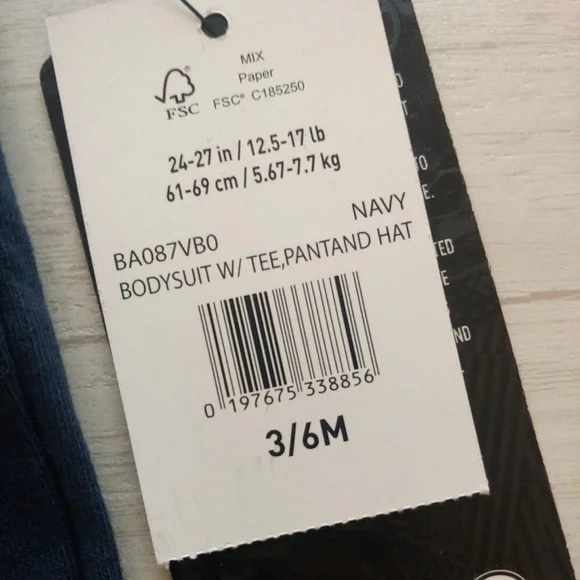 MIX
Paper
FSC
FSC® C185250
24-27 in / 12.5-17 lb
61-69 cm / 5.67-7.7 kg
BA087VB0
NAVY
BODYSUIT W/ TEE,PANTAND HAT
0 197675 338856
3/6M